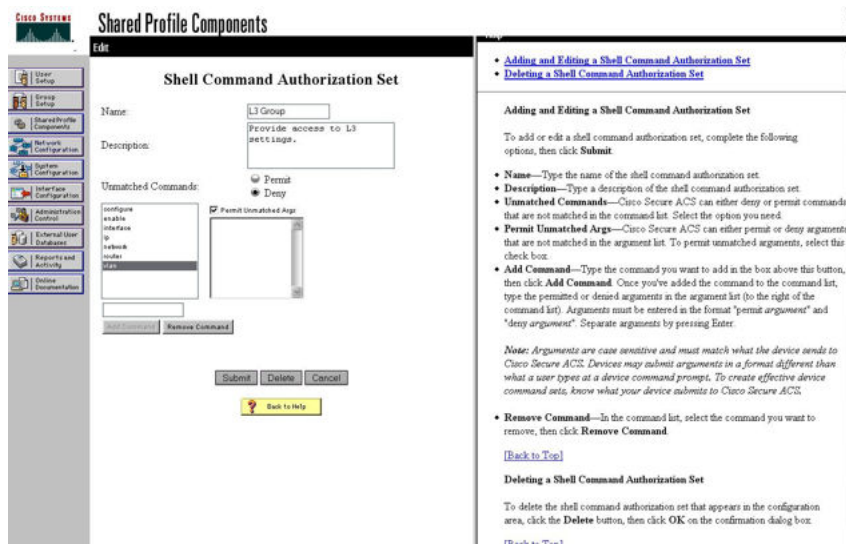 CISCO SYSTEMS
Shared Profile Components
Edit
User
Setup
Group
Setup
Shared Profile
Components
Network
Configuration
System
Configuration
Interface
Configuration
Administration
Control
External User
Databases
Reports and
Activity
Online
Documentation
Shell Command Authorization Set
Name:
L3 Group
Description:
Provide access to L3
settings.
Unmatched Commands:
Permit
Deny
configure
enable
interface
ip
network
router
vlan
Permit Unmatched Args
Add Command
Remove Command
Submit
Delete
Cancel
? Back to Help
• Adding and Editing a Shell Command Authorization Set
• Deleting a Shell Command Authorization Set
Adding and Editing a Shell Command Authorization Set
To add or edit a shell command authorization set, complete the following
options, then click Submit.
• Name—Type the name of the shell command authorization set.
• Description—Type a description of the shell command authorization set.
• Unmatched Commands—Cisco Secure ACS can either deny or permit commands
that are not matched in the command list. Select the option you need.
• Permit Unmatched Args—Cisco Secure ACS can either permit or deny arguments
that are not matched in the argument list. To permit unmatched arguments, select this
check box.
• Add Command—Type the command you want to add in the box above this button,
then click Add Command. Once you've added the command to the command list,
type the permitted or denied arguments in the argument list (to the right of the
command list). Arguments must be entered in the format "permit argument" and
"deny argument". Separate arguments by pressing Enter.
Note: Arguments are case sensitive and must match what the device sends to
Cisco Secure ACS. Devices may submit arguments in a format different than
what a user types at a device command prompt. To create effective device
command sets, know what your device submits to Cisco Secure ACS.
• Remove Command—In the command list, select the command you want to
remove, then click Remove Command.
[Back to Top]
Deleting a Shell Command Authorization Set
To delete the shell command authorization set that appears in the configuration
area, click the Delete button, then click OK on the confirmation dialog box.
[Back to Top]